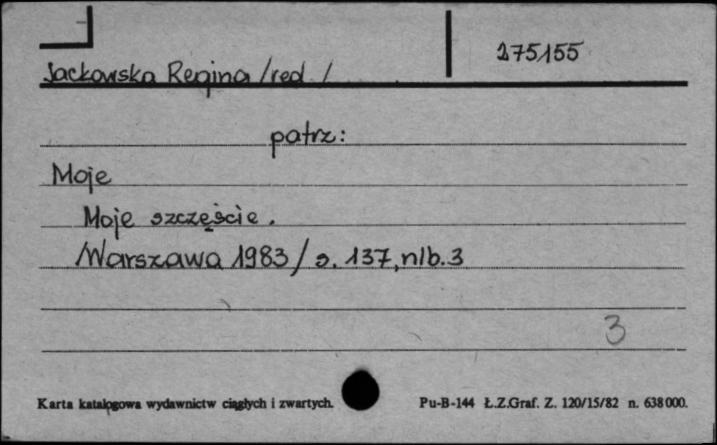 275155
Jackowska Regina /red /
patrz:
Moje
Moje szczęście.
/Warszawa 1983/ s. 137, nlb. 3
3
Karta katalogowa wydawnictw ciągłych i zwartych. Pu-B-144 Ł.Z.Graf. Z. 120/15/82 n. 638000.